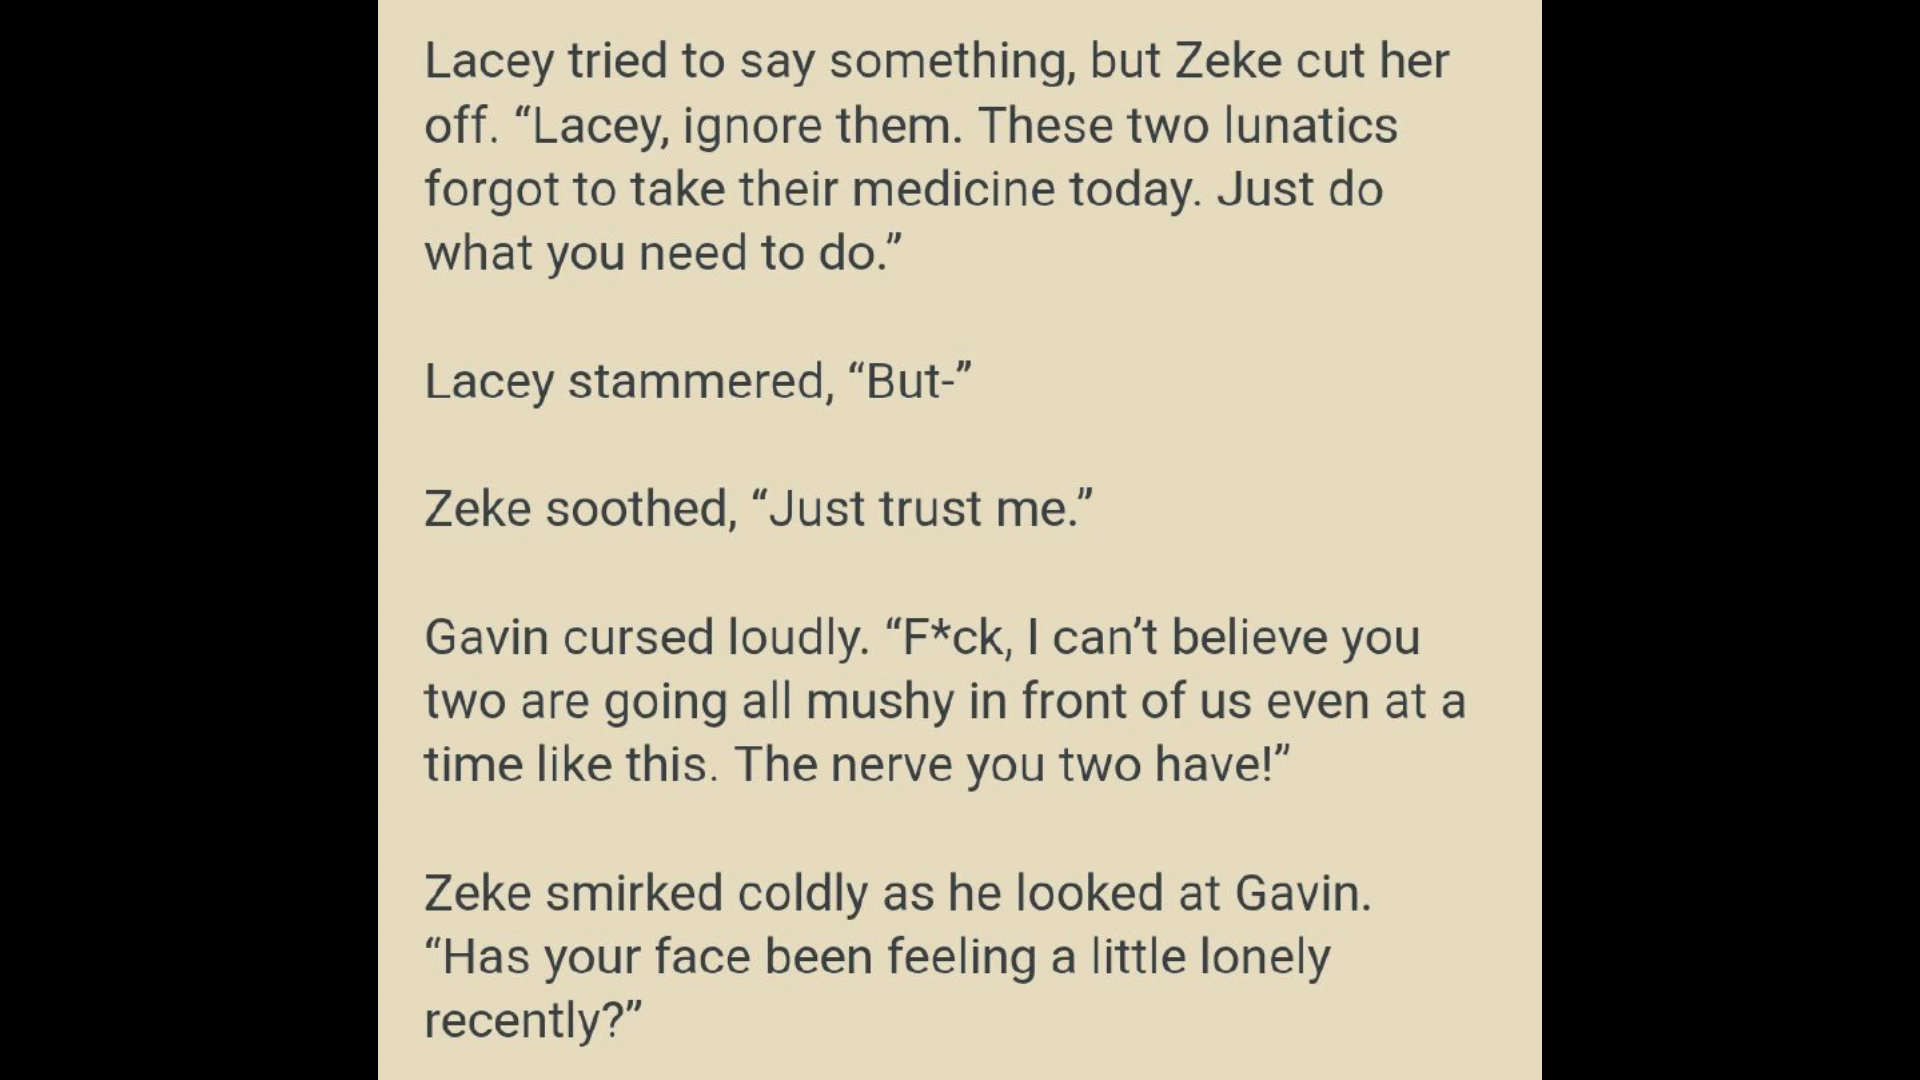 Lacey tried to say something, but Zeke cut her
off. “Lacey, ignore them. These two lunatics
forgot to take their medicine today. Just do
what you need to do.”
Lacey stammered, “But-”
Zeke soothed, “Just trust me.”
Gavin cursed loudly. “F*ck, I can’t believe you
two are going all mushy in front of us even at a
time like this. The nerve you two have!”
Zeke smirked coldly as he looked at Gavin.
“Has your face been feeling a little lonely
recently?”